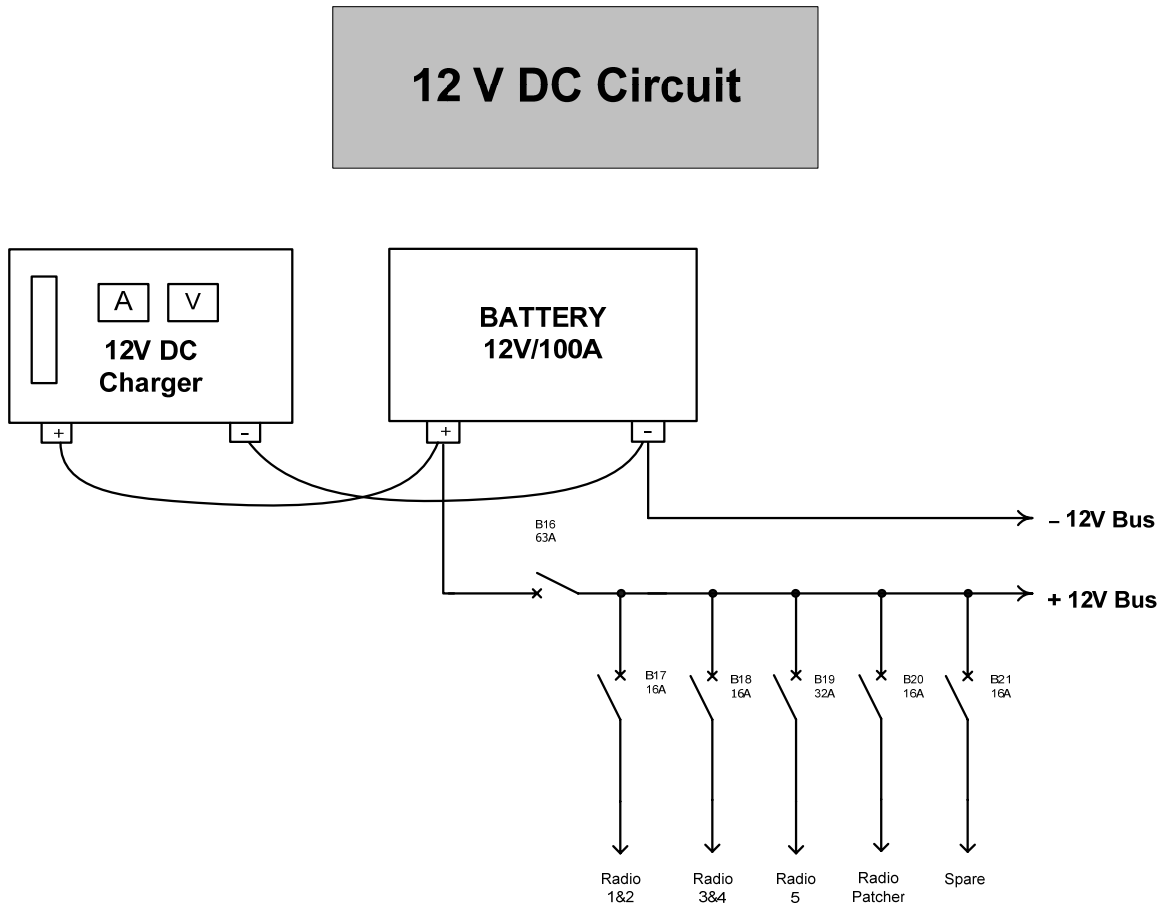 12 V DC Circuit
A V
12V DC
Charger
+ -
BATTERY
12V/100A
+ -
B16
63A
– 12V Bus
+ 12V Bus
B17
16A
B18
16A
B19
32A
B20
16A
B21
16A
Radio
1&2
Radio
3&4
Radio
5
Radio
Patcher
Spare